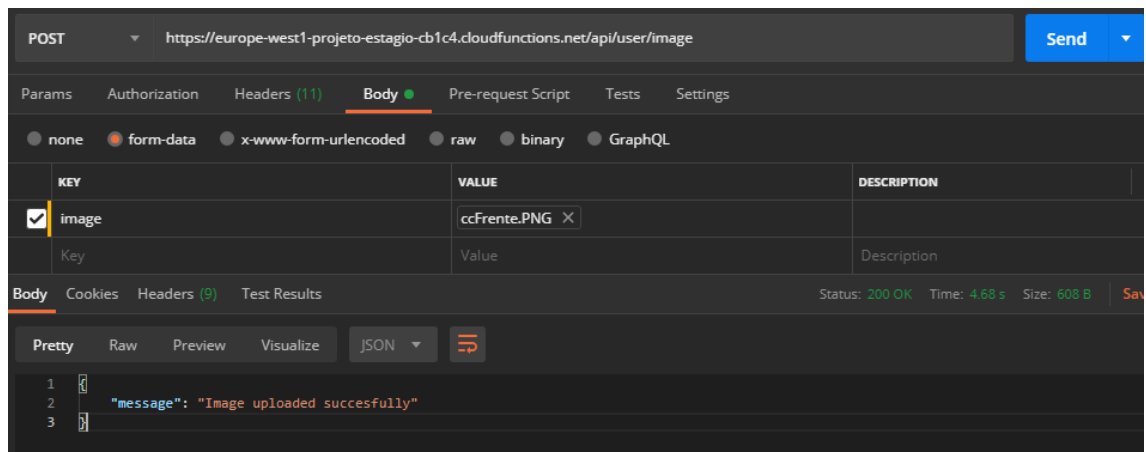 POST https://europe-west1-projeto-estagio-cb1c4.cloudfunctions.net/api/user/image Send
Params Authorization Headers (11) Body Pre-request Script Tests Settings
none form-data x-www-form-urlencoded raw binary GraphQL
KEY VALUE DESCRIPTION
image ccFrente.PNG
Key Value Description
Body Cookies Headers (9) Test Results Status: 200 OK Time: 4.68 s Size: 608 B Sav
Pretty Raw Preview Visualize JSON
1 {
2 "message": "Image uploaded succesfully"
3 }